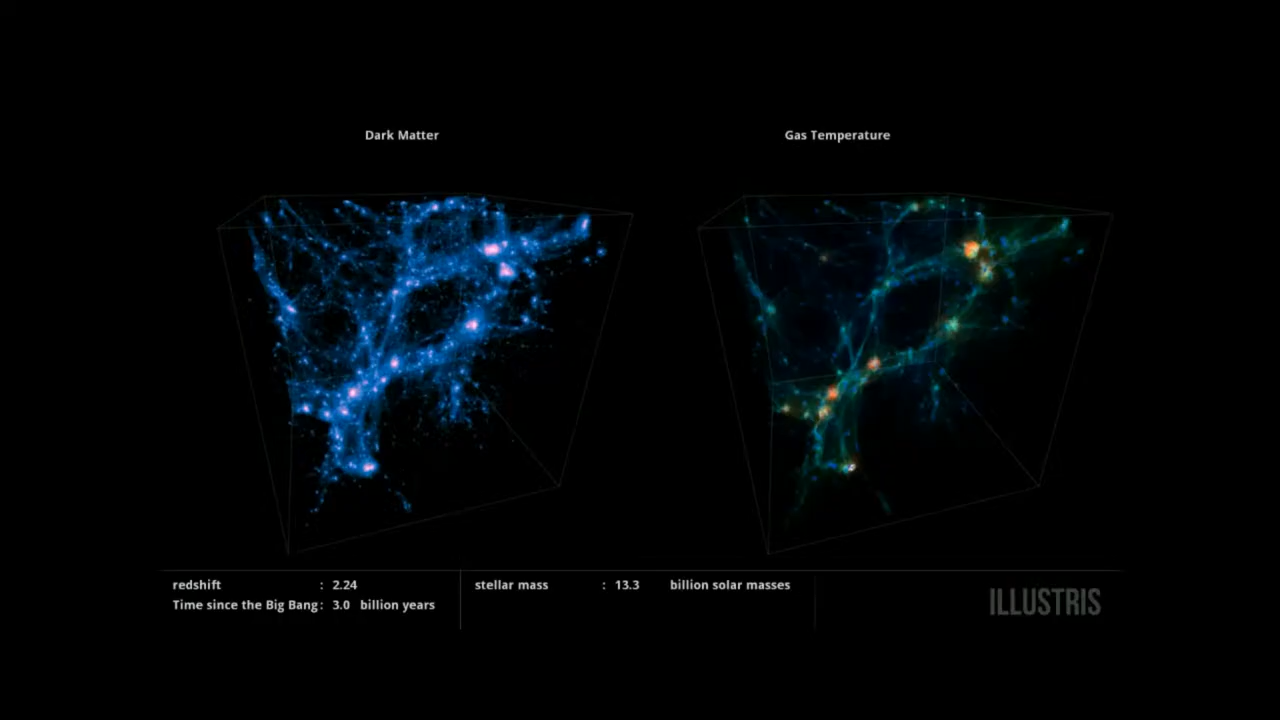 Dark Matter
Gas Temperature
redshift : 2.24
Time since the Big Bang : 3.0 billion years
stellar mass : 13.3 billion solar masses
ILLUSTRIS